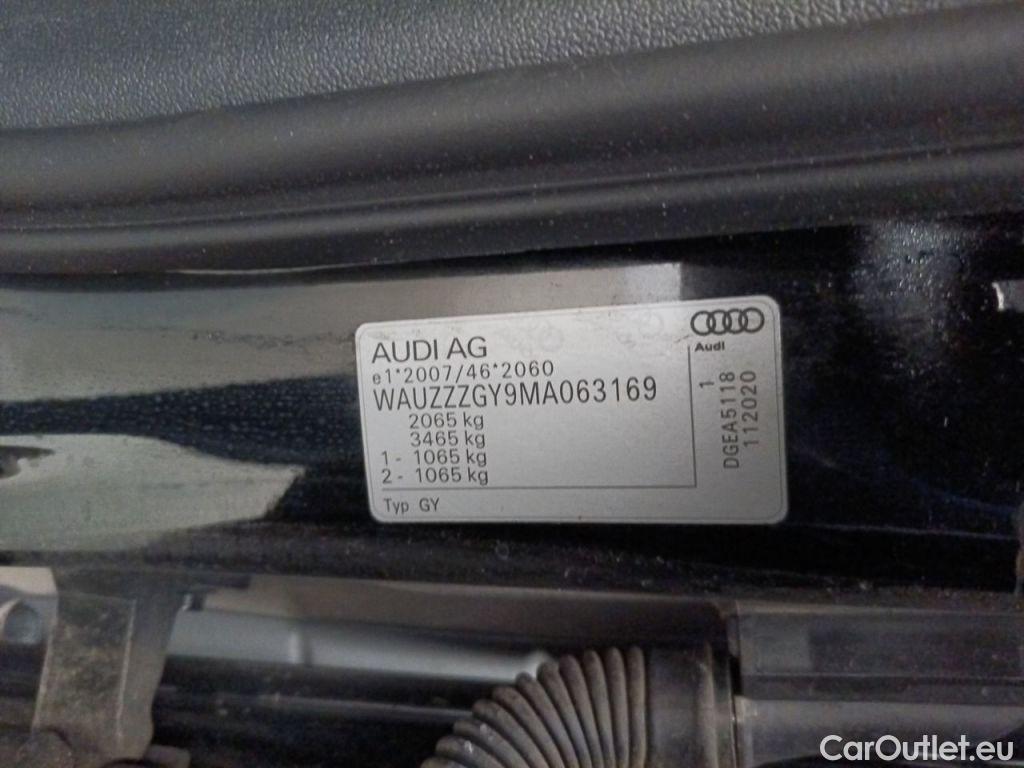 AUDI AG
e1*2007/46*2060
WAUZZZGY9MA063169
2065 kg
3465 kg
1 - 1065 kg
2 - 1065 kg
Typ GY
Audi
1
DGEA5118
112020
CarOutlet.eu